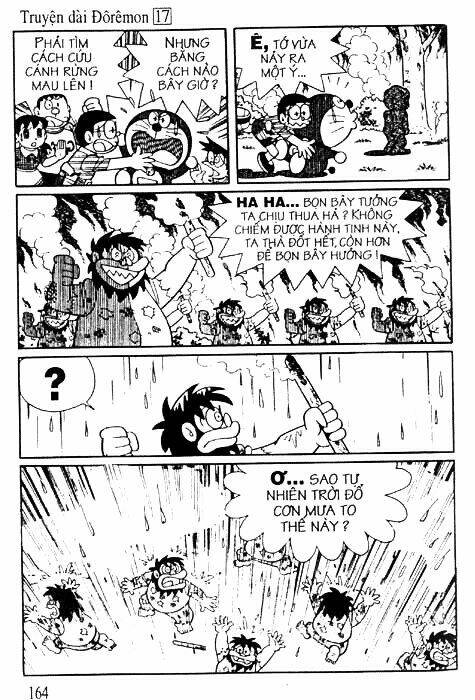 Truyện dài Đôrêmon 17
PHẢI TÌM
CÁCH CỨU
CÁNH RỪNG
MAU LÊN !
NHƯNG
BẰNG
CÁCH NÀO
BÂY GIỜ ?
Ê, TỚ VỪA
NẢY RA
MỘT Ý...
HA HA... BỌN BÂY TƯỞNG
TA CHỊU THUA HẢ ? KHÔNG
CHIẾM ĐƯỢC HÀNH TINH NÀY,
TA THÀ ĐỐT HẾT, CÒN HƠN
ĐỂ BỌN BÂY HƯỞNG !
?
Ơ... SAO TỰ
NHIÊN TRỜI ĐỔ
CƠN MƯA TO
THẾ NÀY ?
164